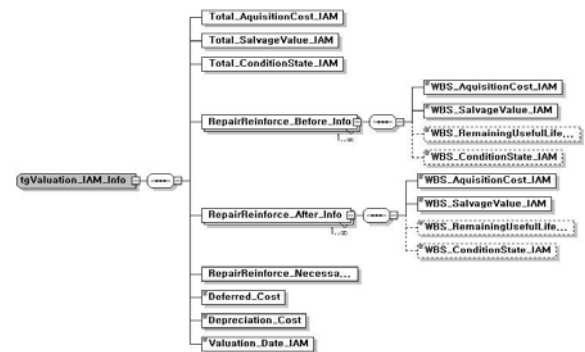 Total_AquisitionCost_IAM
Total_SalvageValue_IAM
Total_ConditionState_IAM
RepairReinforce_Before_Info
1..∞
WBS_AquisitionCost_IAM
WBS_SalvageValue_IAM
WBS_RemainingUsefulLife...
WBS_ConditionState_IAM
tgValuation_IAM_Info
RepairReinforce_After_Info
1..∞
WBS_AquisitionCost_IAM
WBS_SalvageValue_IAM
WBS_RemainingUsefulLife...
WBS_ConditionState_IAM
RepairReinforce_Necessa...
Deferred_Cost
Depreciation_Cost
Valuation_Date_IAM